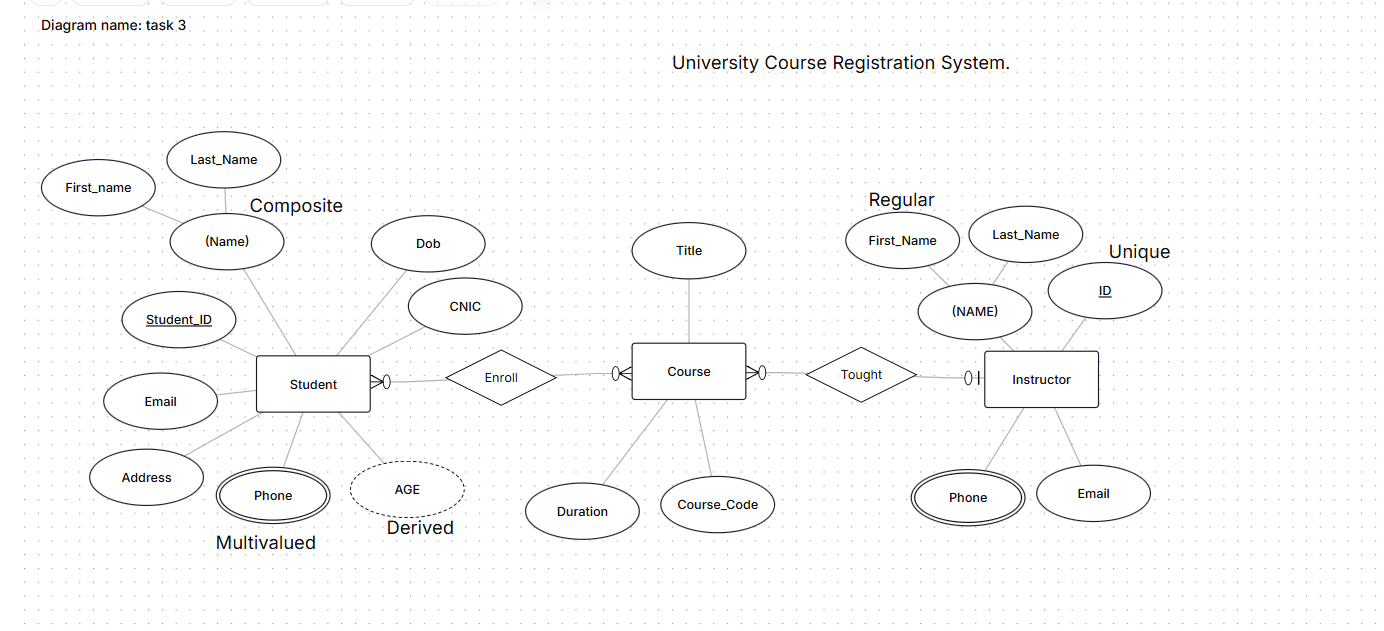 Diagram name: task 3
University Course Registration System.
Last_Name
First_name
Composite
(Name)
Dob
CNIC
Student_ID
Student
Email
Address
Phone
Multivalued
AGE
Derived
Enroll
Title
Course
Duration
Course_Code
Tought
Regular
First_Name
Last_Name
Unique
ID
(NAME)
Instructor
Phone
Email